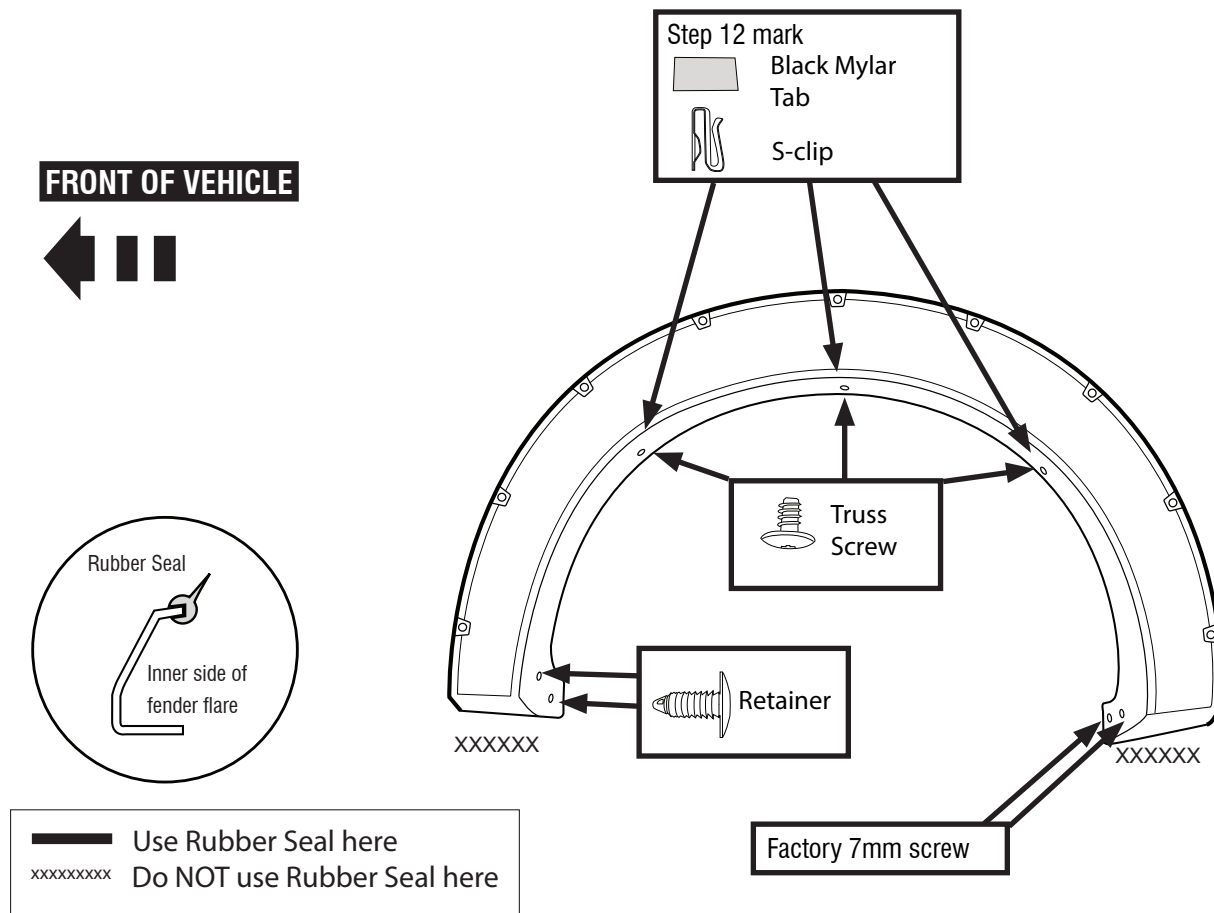 Step 12 mark
Black Mylar
Tab
S-clip
FRONT OF VEHICLE
Truss
Screw
Rubber Seal
Inner side of
fender flare
Retainer
XXXXXX
XXXXXX
Factory 7mm screw
Use Rubber Seal here
xxxxxxxxx Do NOT use Rubber Seal here